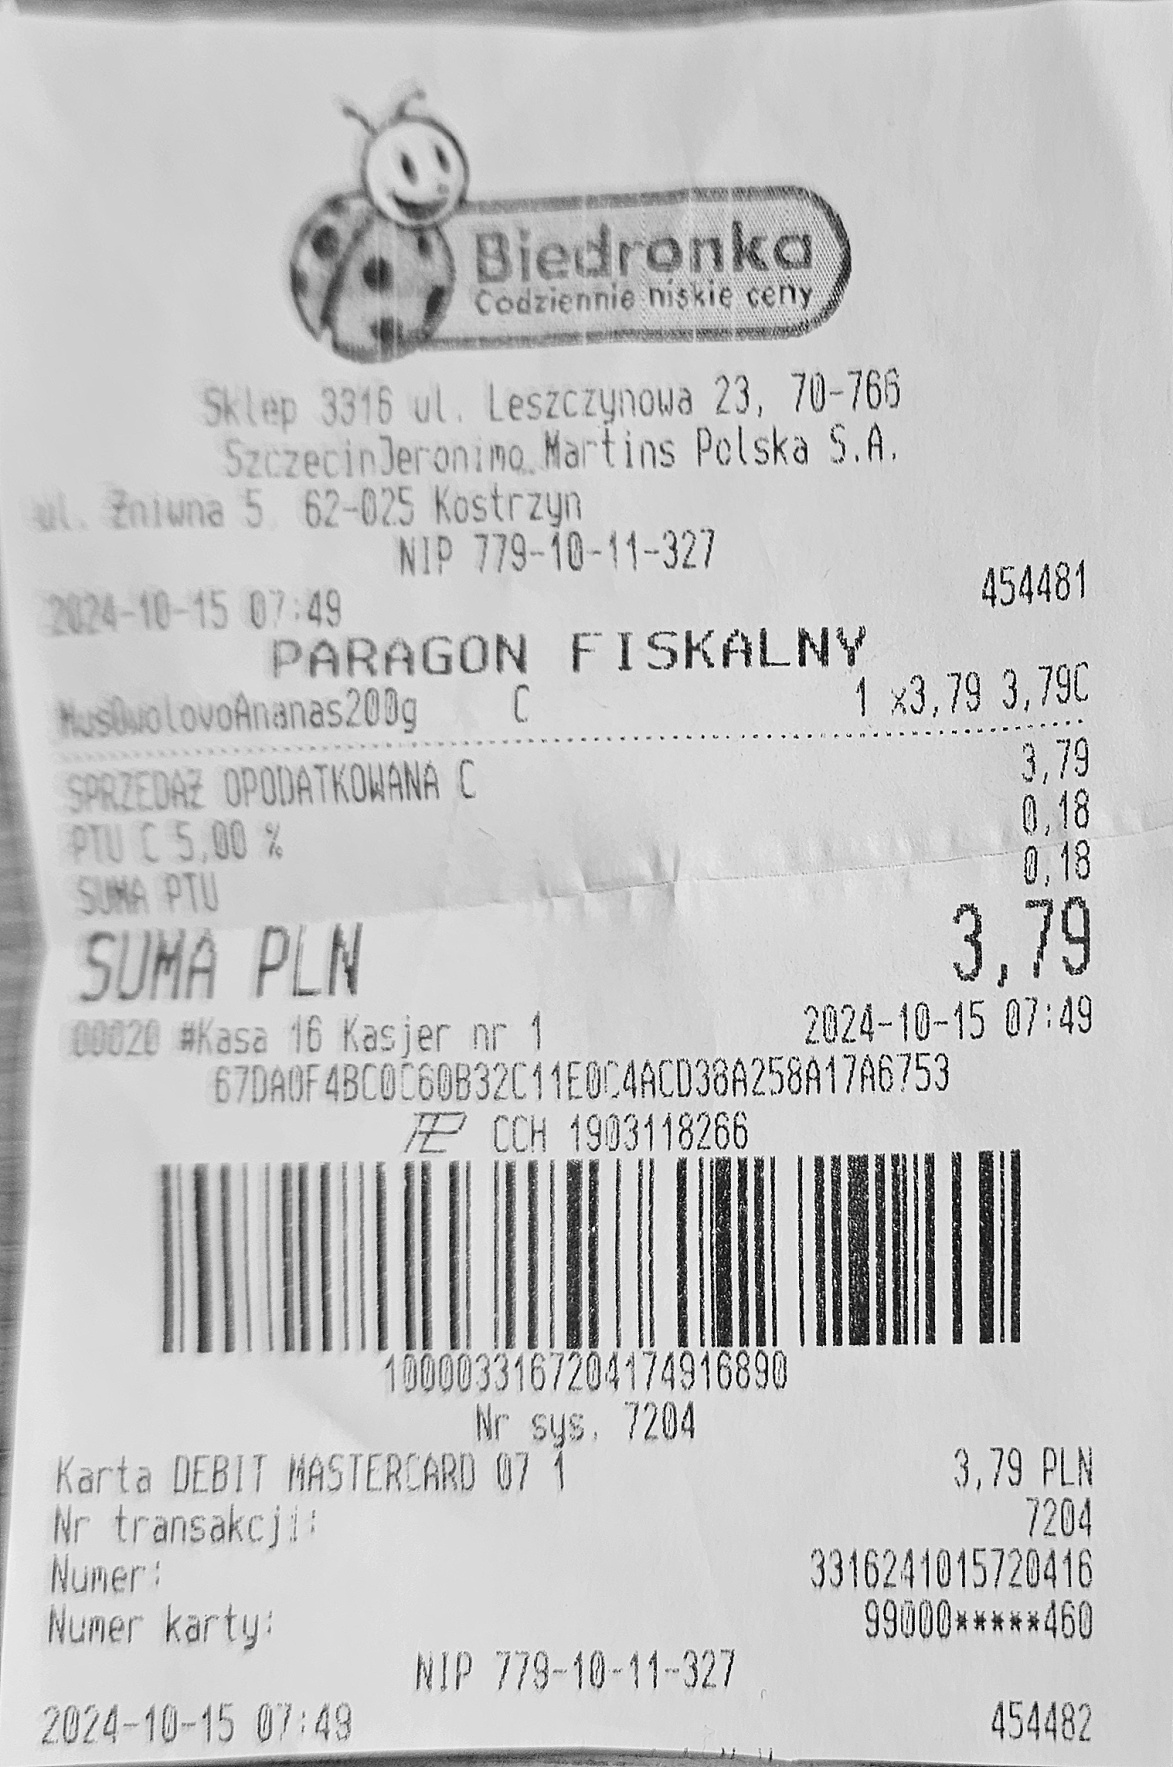 Biedronka
Codziennie niskie ceny
Sklep 3316 ul. Leszczynowa 23, 70-766
SzczecinJeronimo Martins Polska S.A.
ul. Żniwna 5 62-025 Kostrzyn
NIP 779-10-11-327
2024-10-15 07:49 454481
PARAGON FISKALNY
MusOwolovoAnanas200g C 1 x3,79 3,79C
SPRZEDAŻ OPODATKOWANA C 3,79
PTU C 5,00 % 0,18
SUMA PTU 0,18
SUMA PLN 3,79
00020 #Kasa 16 Kasjer nr 1 2024-10-15 07:49
67DA0F4BC0C60B32C11E0C4ACD38A258A17A6753
CCH 1903118266
1000033167204174916890
Nr sys. 7204
Karta DEBIT MASTERCARD 07 1 3,79 PLN
Nr transakcji: 7204
Numer: 3316241015720416
Numer karty: 99000*****460
NIP 779-10-11-327
2024-10-15 07:49 454482